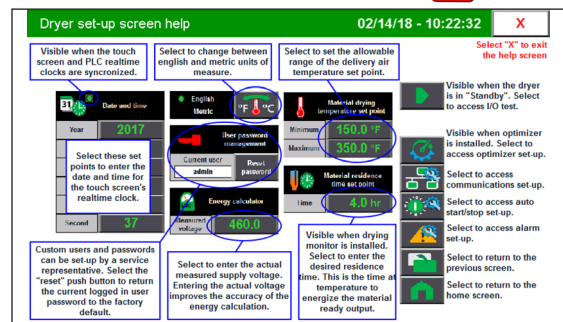 Dryer set-up screen help
02/14/18 - 10:22:32
X
Select "X" to exit
the help screen
Visible when the touch
screen and PLC realtime
clocks are syncronized.
Select to change between
english and metric units of
measure.
Select to set the allowable
range of the delivery air
temperature set point.
31
Date and time
Year
2017
Select these set
points to enter the
date and time for
the touch screen's
realtime clock.
Second
37
English
Metric
°F
°C
User password
management
Current user
admin
Reset
password
Energy calculator
Measured
voltage
460.0
Material drying
temperature set point
Minimum
150.0 °F
Maximum
350.0 °F
Material residence
time set point
Time
4.0 hr
Visible when the dryer
is in "Standby". Select
to access I/O test.
Visible when optimizer
is installed. Select to
access optimizer set-up.
Select to access
communications set-up.
Select to access auto
start/stop set-up.
Select to access alarm
set-up.
Select to return to the
previous screen.
Select to return to the
home screen.
Custom users and passwords
can be set-up by a service
representative. Select the
"reset" push button to return
the current logged in user
password to the factory
default.
Select to enter the actual
measured supply voltage.
Entering the actual voltage
improves the accuracy of the
energy calculation.
Visible when drying
monitor is installed.
Select to enter the
desired residence
time. This is the time at
temperature to
energize the material
ready output.